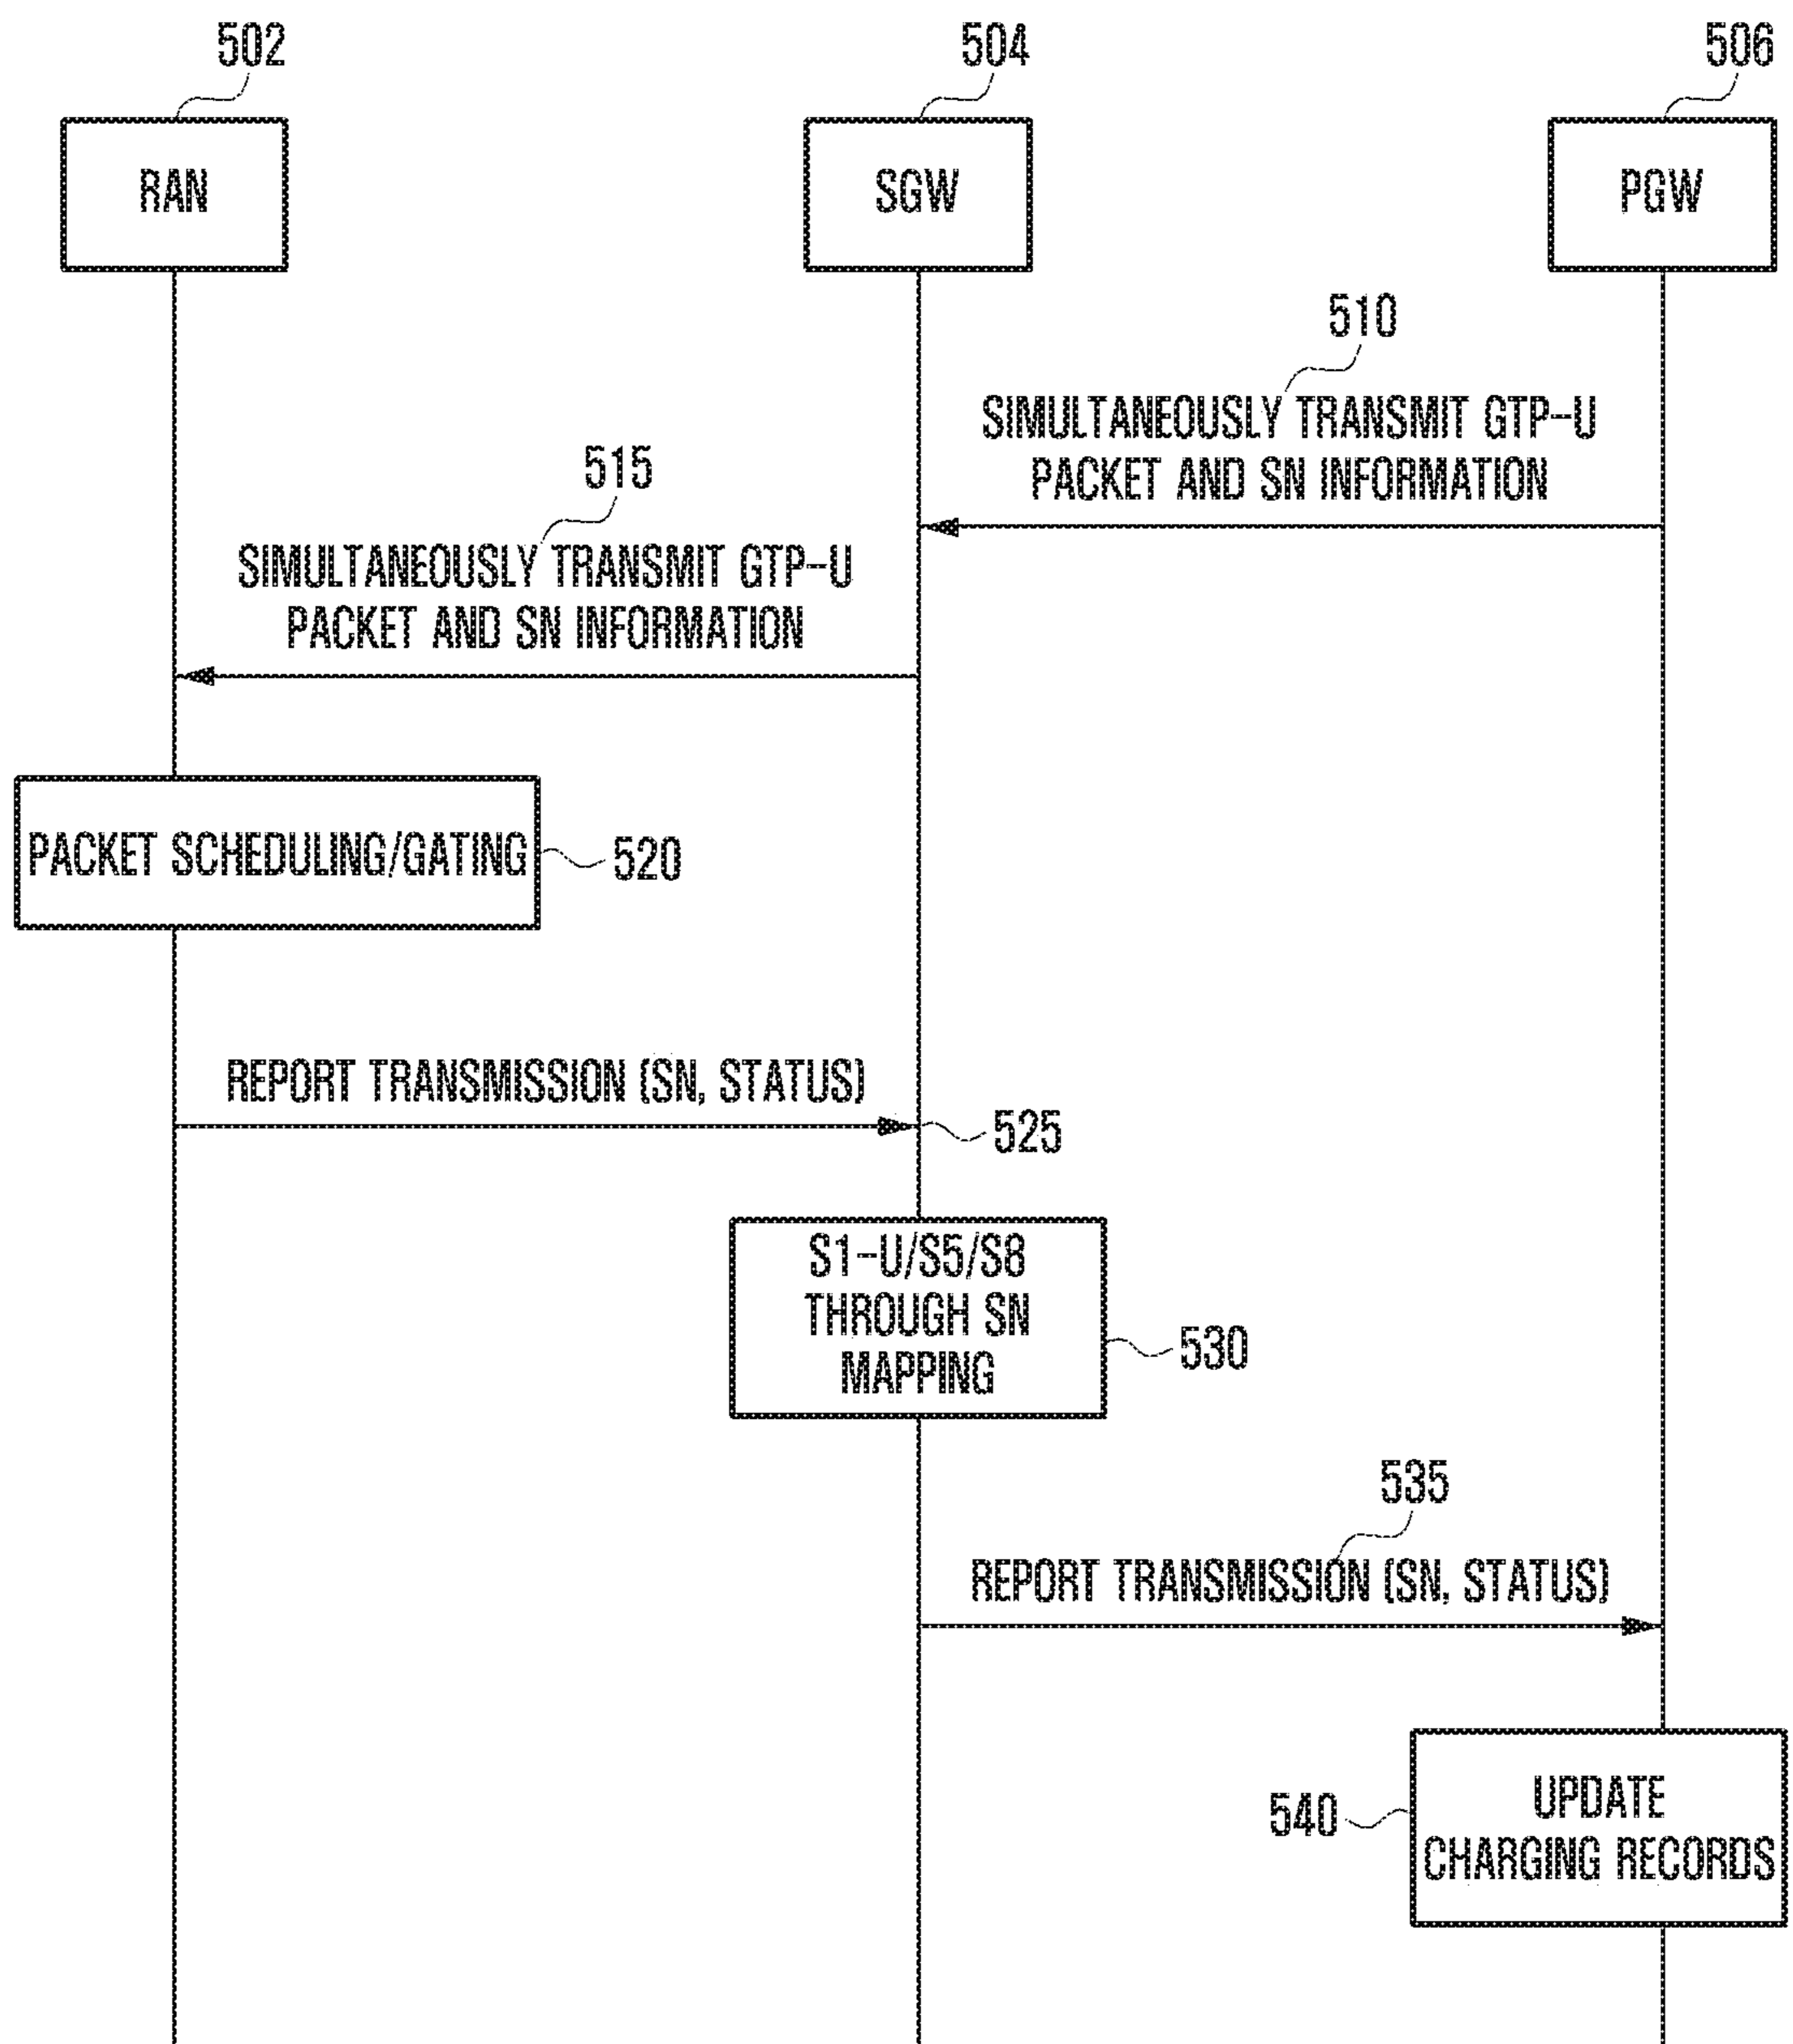 502
504
506
RAN
SGW
PGW
510
SIMULTANEOUSLY TRANSMIT GTP-U
PACKET AND SN INFORMATION
515
SIMULTANEOUSLY TRANSMIT GTP-U
PACKET AND SN INFORMATION
PACKET SCHEDULING/GATING
520
REPORT TRANSMISSION (SN, STATUS)
525
S1-U/S5/S8
THROUGH SN
MAPPING
530
535
REPORT TRANSMISSION (SN, STATUS)
540
UPDATE
CHARGING RECORDS